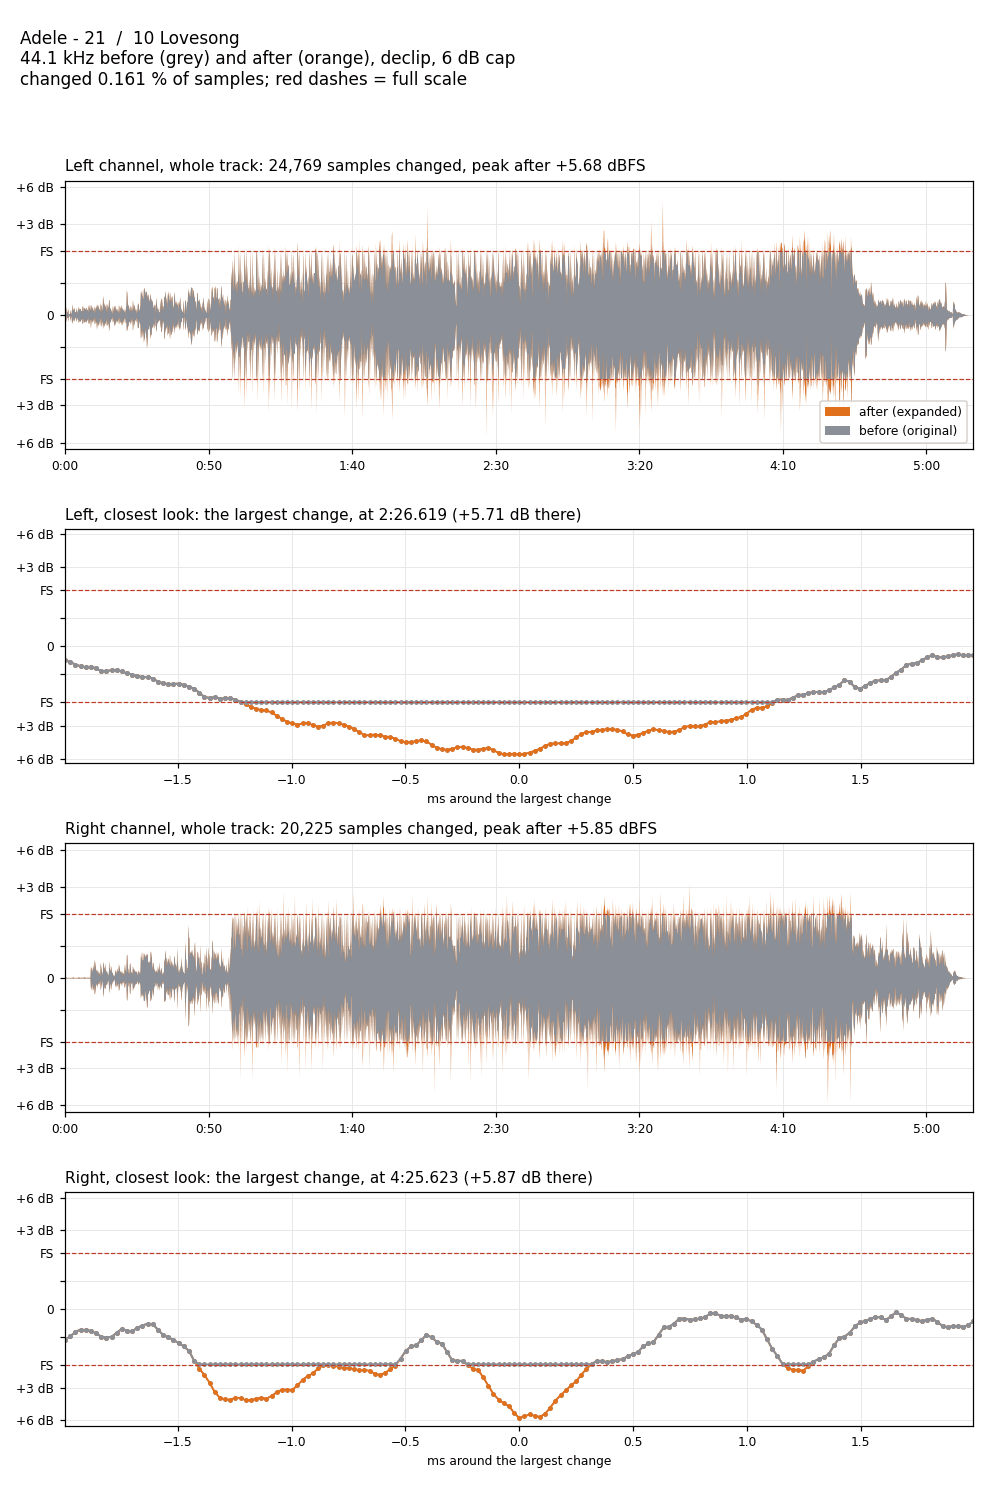 Adele - 21 / 10 Lovesong
44.1 kHz before (grey) and after (orange), declip, 6 dB cap
changed 0.161 % of samples; red dashes = full scale
Left channel, whole track: 24,769 samples changed, peak after +5.68 dBFS
+6 dB
+3 dB
FS
0
FS
+3 dB
+6 dB
after (expanded)
before (original)
0:00 0:50 1:40 2:30 3:20 4:10 5:00
Left, closest look: the largest change, at 2:26.619 (+5.71 dB there)
+6 dB
+3 dB
FS
0
FS
+3 dB
+6 dB
−1.5 −1.0 −0.5 0.0 0.5 1.0 1.5
ms around the largest change
Right channel, whole track: 20,225 samples changed, peak after +5.85 dBFS
+6 dB
+3 dB
FS
0
FS
+3 dB
+6 dB
0:00 0:50 1:40 2:30 3:20 4:10 5:00
Right, closest look: the largest change, at 4:25.623 (+5.87 dB there)
+6 dB
+3 dB
FS
0
FS
+3 dB
+6 dB
−1.5 −1.0 −0.5 0.0 0.5 1.0 1.5
ms around the largest change